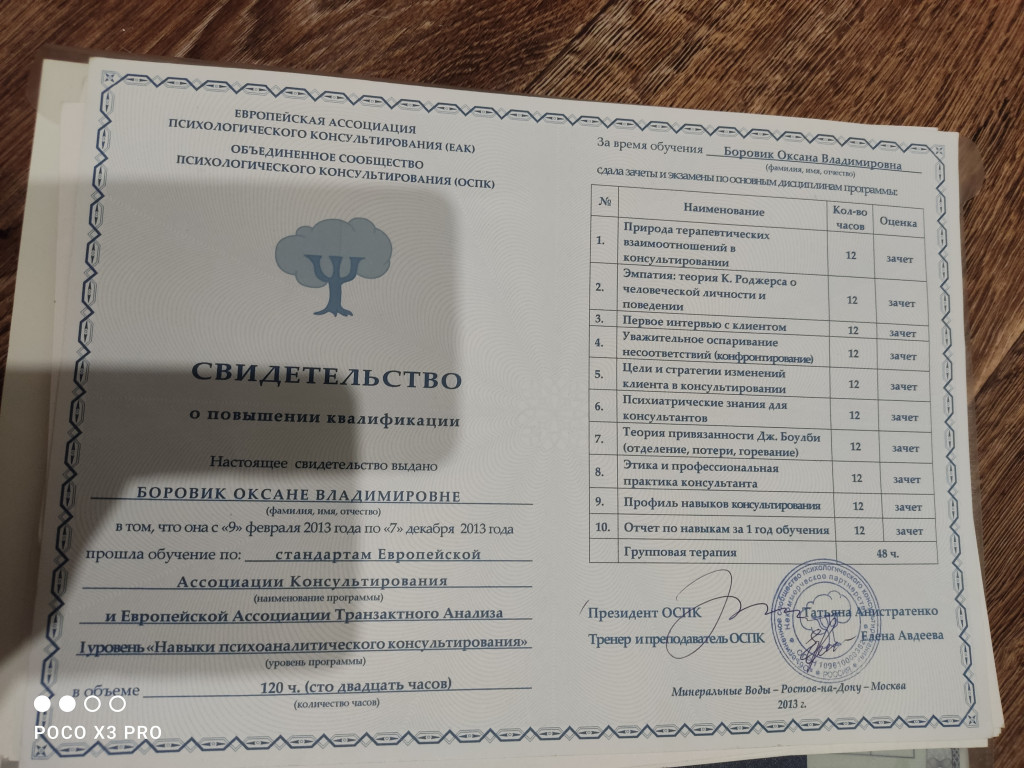 ЕВРОПЕЙСКАЯ АССОЦИАЦИЯ
ПСИХОЛОГИЧЕСКОГО КОНСУЛЬТИРОВАНИЯ (ЕАК)
ОБЪЕДИНЕННОЕ СООБЩЕСТВО
ПСИХОЛОГИЧЕСКОГО КОНСУЛЬТИРОВАНИЯ (ОСПК)
СВИДЕТЕЛЬСТВО
о повышении квалификации
Настоящее свидетельство выдано
БОРОВИК ОКСАНЕ ВЛАДИМИРОВНЕ
(фамилия, имя, отчество)
в том, что она с «9» февраля 2013 года по «7» декабря 2013 года
прошла обучение по: стандартам Европейской
Ассоциации Консультирования
(наименование программы)
и Европейской Ассоциации Транзактного Анализа
I уровень «Навыки психоаналитического консультирования»
(уровень программы)
в объеме 120 ч. (сто двадцать часов)
(количество часов)
За время обучения Боровик Оксана Владимировна
(фамилия, имя, отчество)
сдала зачеты и экзамены по основным дисциплинам программы:
№ Наименование Кол-во часов Оценка
1. Природа терапевтических
взаимоотношений в
консультировании 12 зачет
2. Эмпатия: теория К. Роджерса о
человеческой личности и
поведении 12 зачет
3. Первое интервью с клиентом 12 зачет
4. Уважительное оспаривание
несоответствий (конфронтирование) 12 зачет
5. Цели и стратегии изменений
клиента в консультировании 12 зачет
6. Психиатрические знания для
консультантов 12 зачет
7. Теория привязанности Дж. Боулби
(отделение, потери, горевание) 12 зачет
8. Этика и профессиональная
практика консультанта 12 зачет
9. Профиль навыков консультирования 12 зачет
10. Отчет по навыкам за 1 год обучения 12 зачет
Групповая терапия 48 ч.
Президент ОСПК Татьяна Анистратенко
Тренер и преподаватель ОСПК Елена Авдеева
Минеральные Воды – Ростов-на-Дону – Москва
2013 г.
POCO X3 PRO